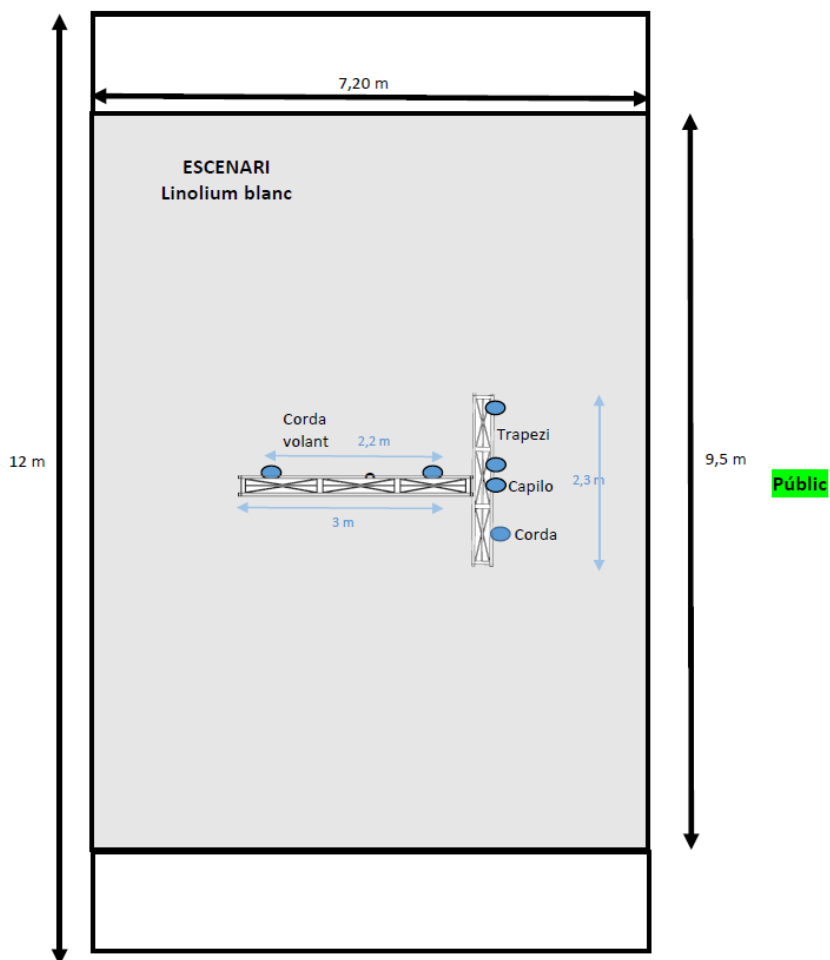 7,20 m
ESCENARI
Linolium blanc
Corda
volant
2,2 m
Trapezi
12 m
9,5 m
Capilo
2,3 m
Públic
3 m
Corda